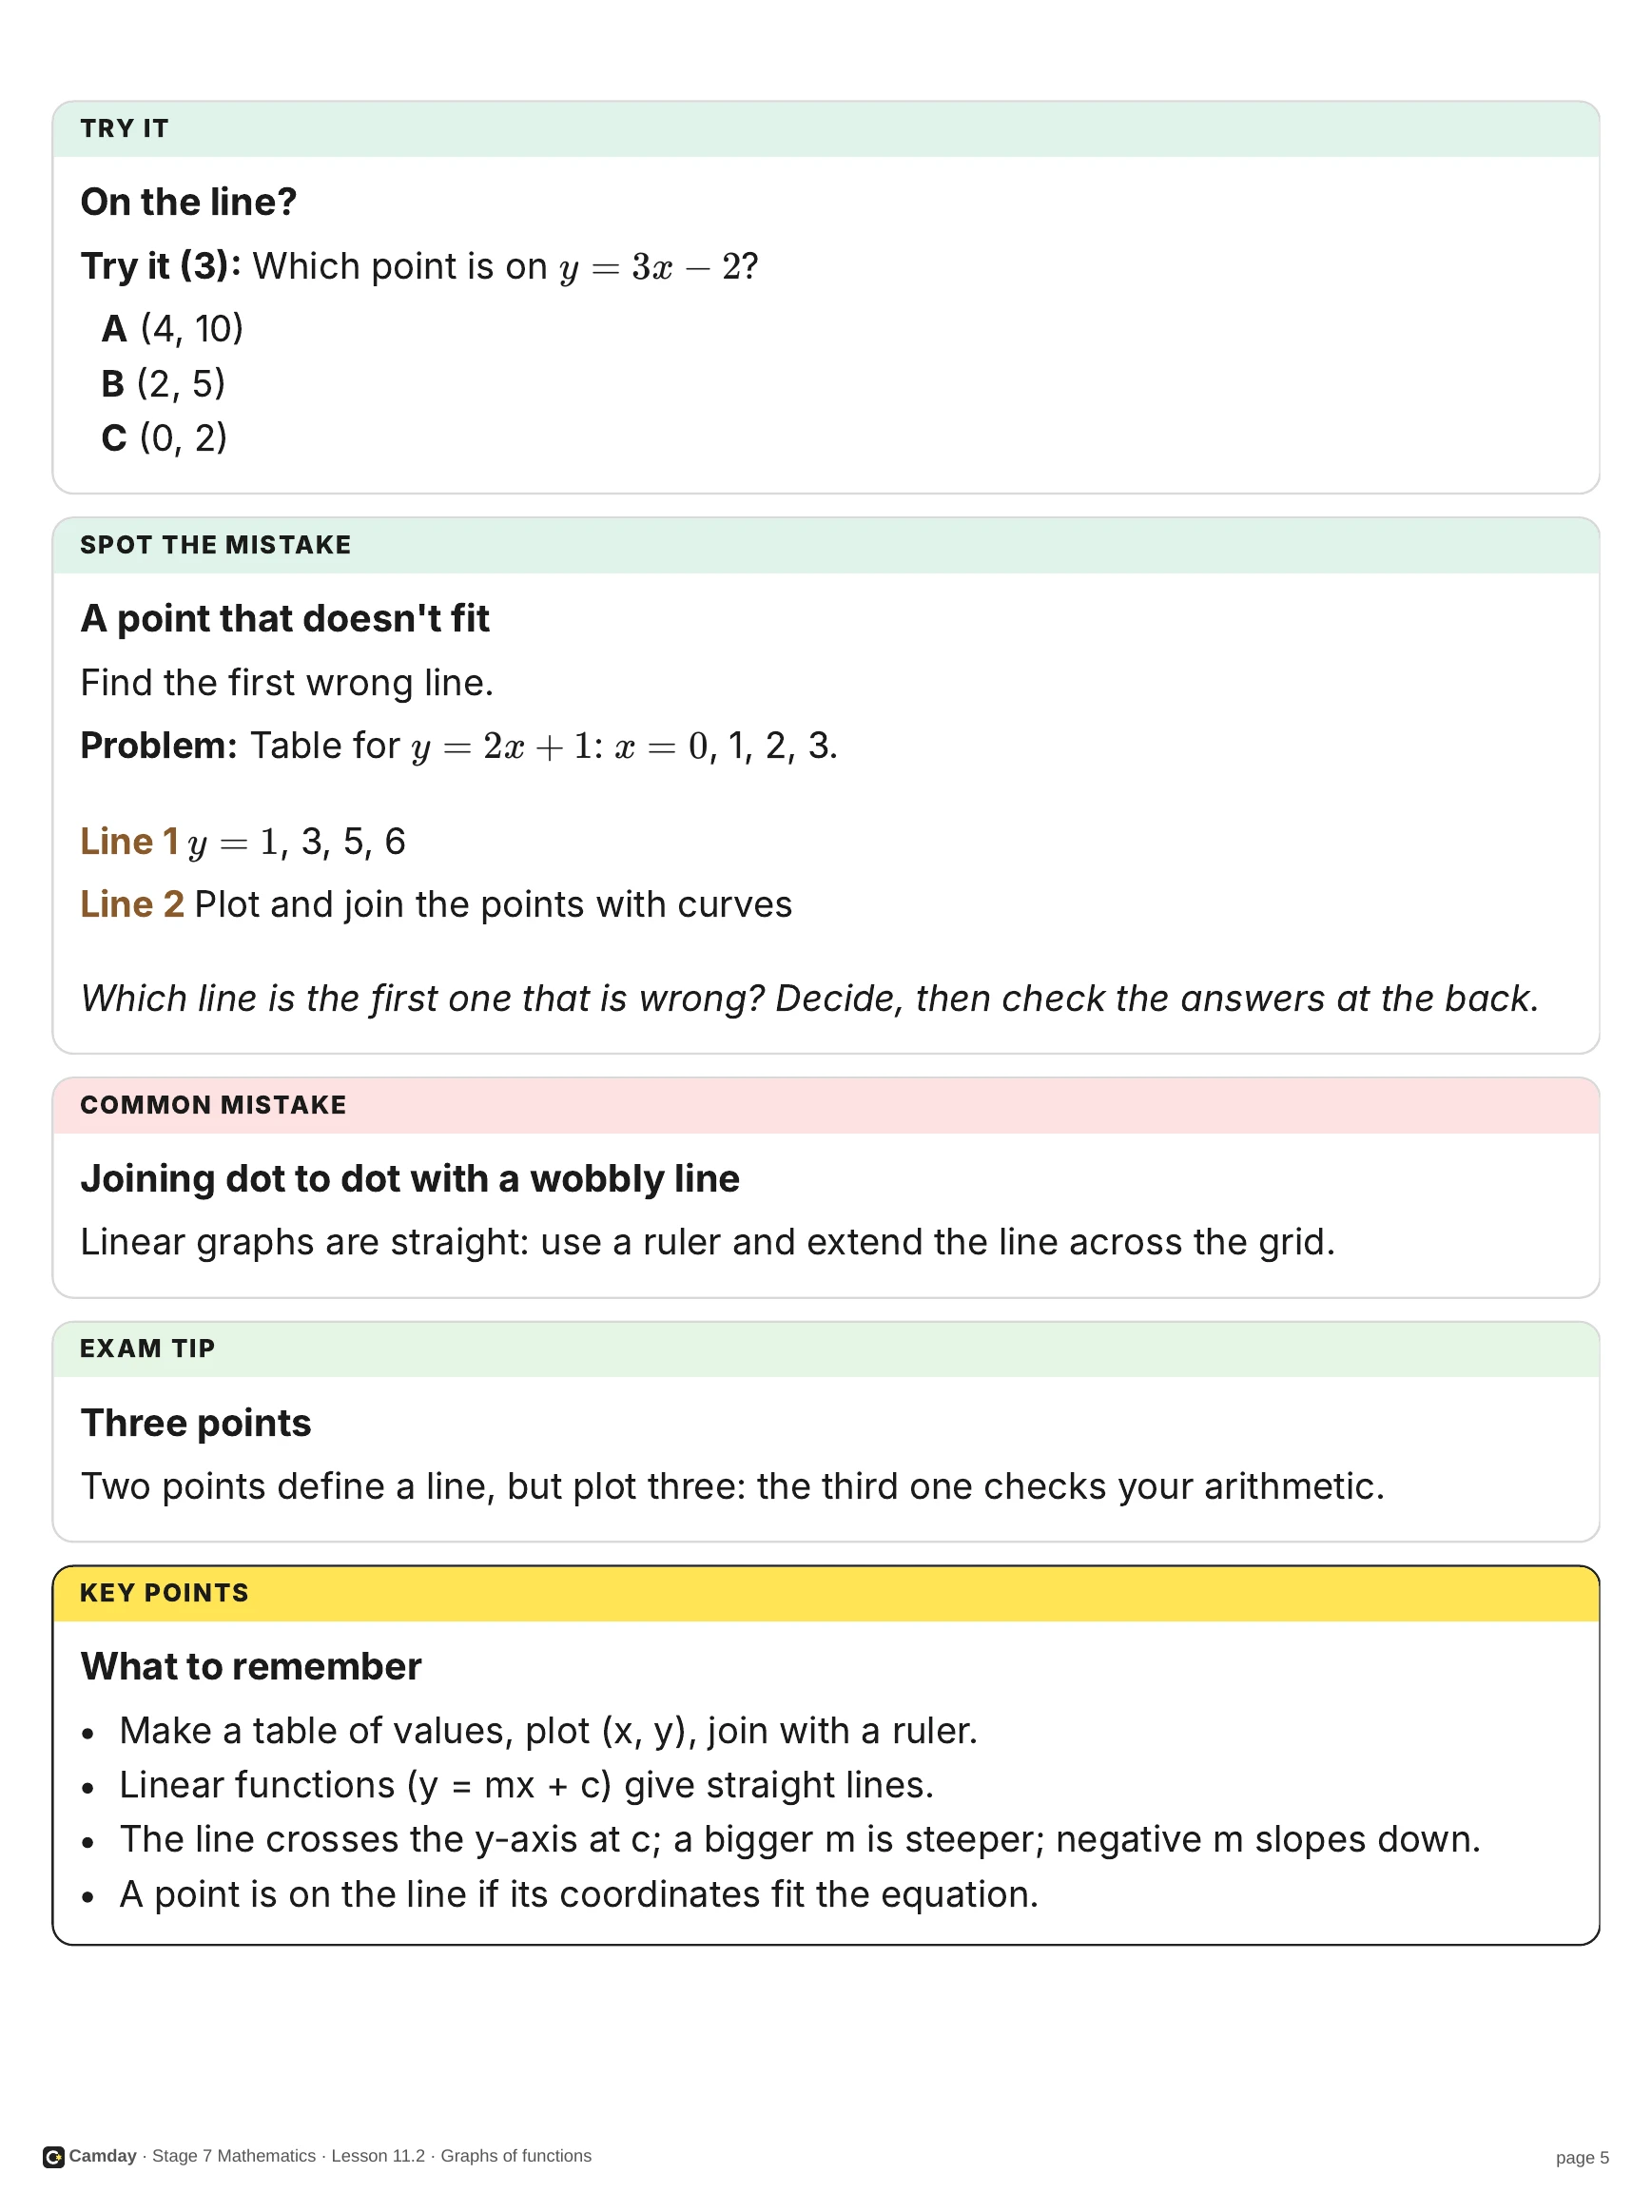 TRY IT
On the line?
Try it (3): Which point is on y = 3x − 2?
A (4, 10)
B (2, 5)
C (0, 2)
SPOT THE MISTAKE
A point that doesn't fit
Find the first wrong line.
Problem: Table for y = 2x + 1: x = 0, 1, 2, 3.
Line 1 y = 1, 3, 5, 6
Line 2 Plot and join the points with curves
Which line is the first one that is wrong? Decide, then check the answers at the back.
COMMON MISTAKE
Joining dot to dot with a wobbly line
Linear graphs are straight: use a ruler and extend the line across the grid.
EXAM TIP
Three points
Two points define a line, but plot three: the third one checks your arithmetic.
KEY POINTS
What to remember
• Make a table of values, plot (x, y), join with a ruler.
• Linear functions (y = mx + c) give straight lines.
• The line crosses the y-axis at c; a bigger m is steeper; negative m slopes down.
• A point is on the line if its coordinates fit the equation.
Camday · Stage 7 Mathematics · Lesson 11.2 · Graphs of functions
page 5